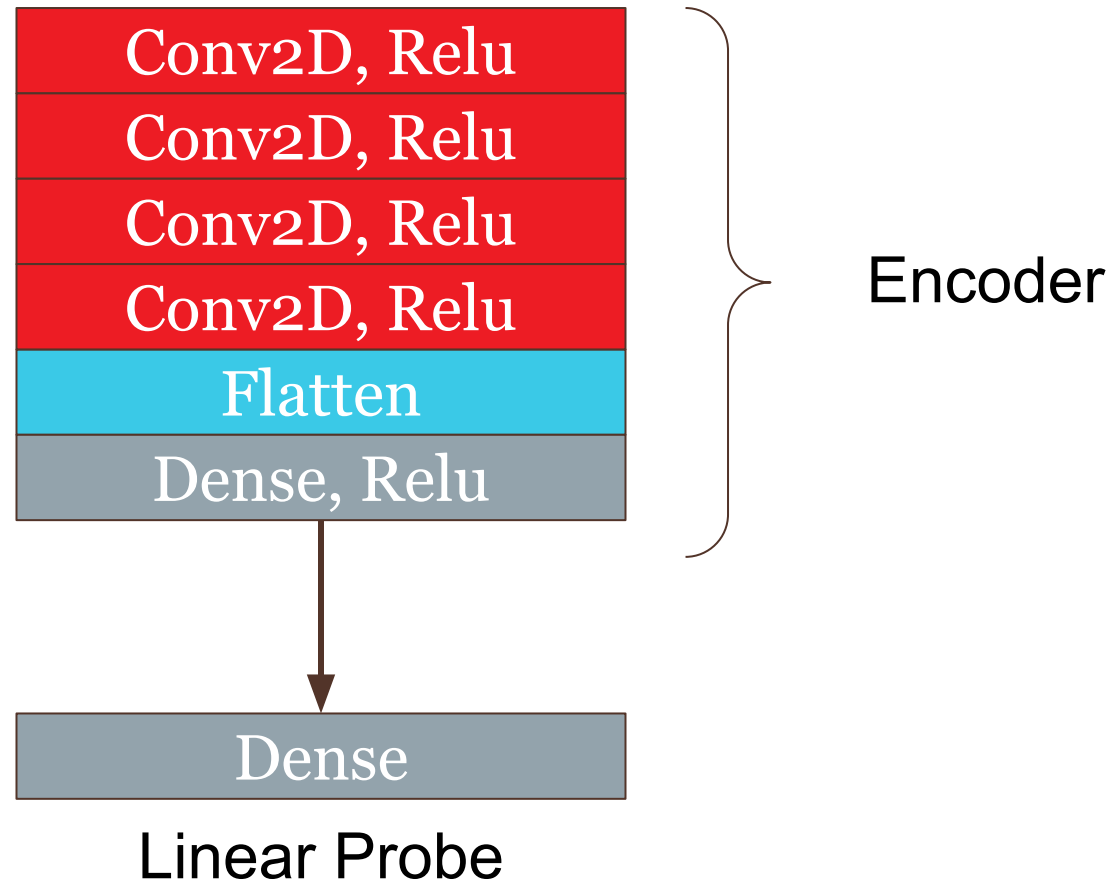 Conv2D, Relu
Conv2D, Relu
Conv2D, Relu
Conv2D, Relu
Flatten
Dense, Relu
Encoder
Dense
Linear Probe